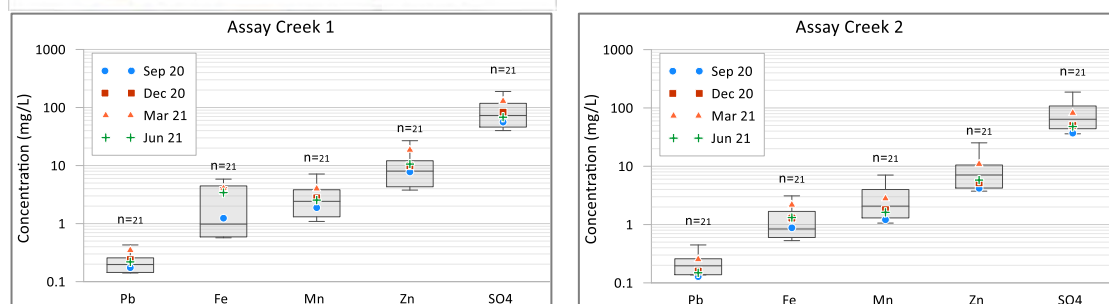 Assay Creek 1
Concentration (mg/L)
1000
100
10
1
0.1
Sep 20
Dec 20
Mar 21
Jun 21
n=21
n=21
n=21
n=21
n=21
Pb Fe Mn Zn SO4
Assay Creek 2
Concentration (mg/L)
1000
100
10
1
0.1
Sep 20
Dec 20
Mar 21
Jun 21
n=21
n=21
n=21
n=21
n=21
Pb Fe Mn Zn SO4